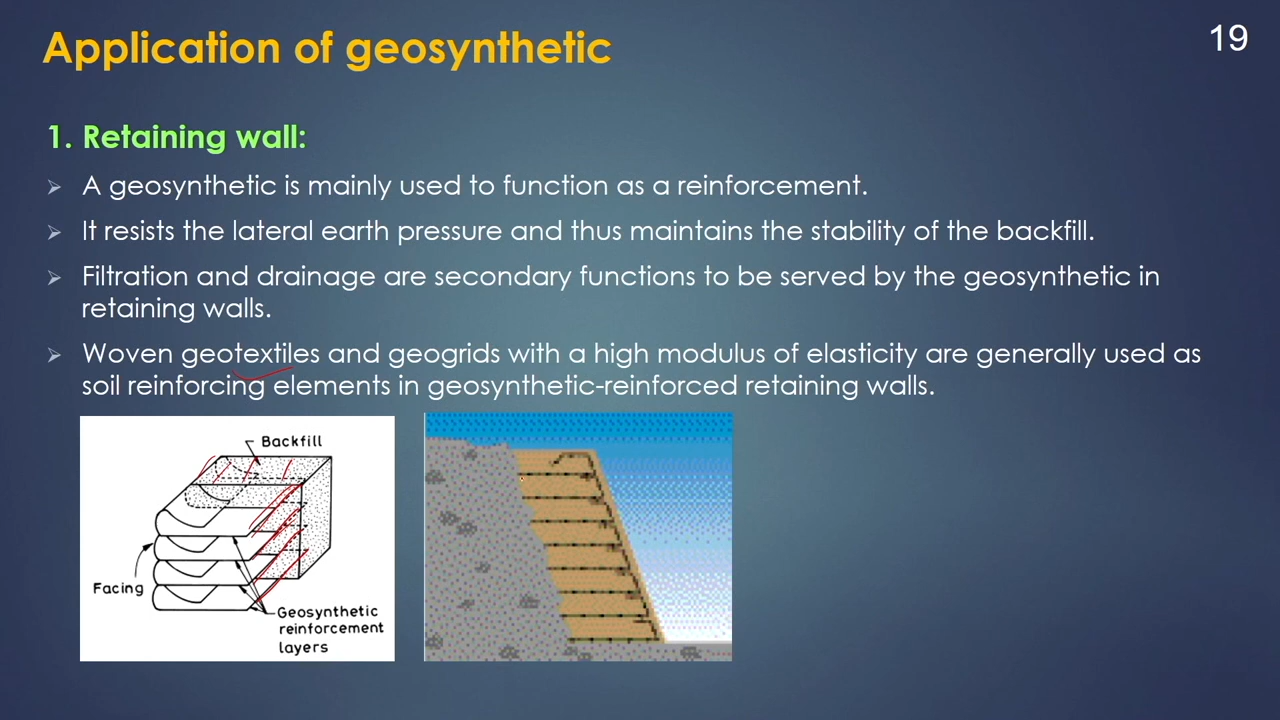 Application of geosynthetic
19
1. Retaining wall:
A geosynthetic is mainly used to function as a reinforcement.
It resists the lateral earth pressure and thus maintains the stability of the backfill.
Filtration and drainage are secondary functions to be served by the geosynthetic in
retaining walls.
Woven geotextiles and geogrids with a high modulus of elasticity are generally used as
soil reinforcing elements in geosynthetic-reinforced retaining walls.
Backfill
Facing
Geosynthetic
reinforcement
layers